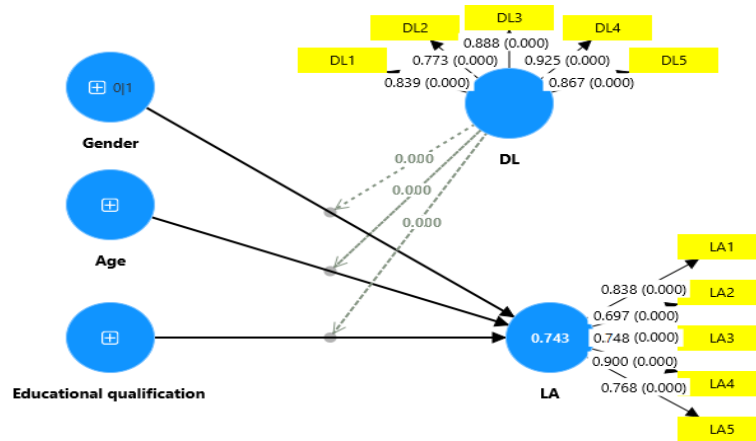 DL3
DL2
DL4
0.888 (0.000)
DL1
0.773 (0.000)
0.925 (0.000)
DL5
0.839 (0.000)
0.867 (0.000)
0|1
Gender
DL
0.000
0.000
0.000
Age
LA1
0.838 (0.000)
LA2
0.697 (0.000)
0.743
0.748 (0.000)
LA3
0.900 (0.000)
LA4
0.768 (0.000)
Educational qualification
LA
LA5